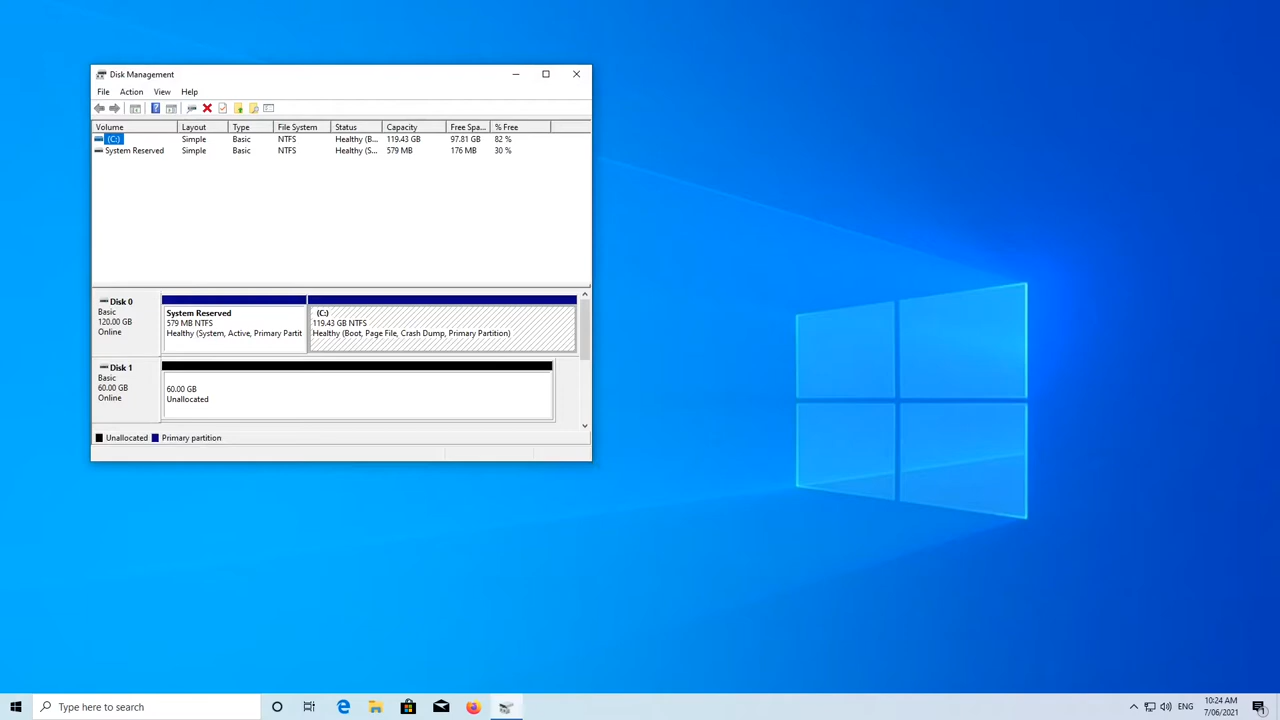 Disk Management
File Action View Help
Volume Layout Type File System Status Capacity Free Spa... % Free
(C:) Simple Basic NTFS Healthy (B... 119.43 GB 97.81 GB 82 %
System Reserved Simple Basic NTFS Healthy (S... 579 MB 176 MB 30 %
Disk 0
Basic
120.00 GB
Online
System Reserved
579 MB NTFS
Healthy (System, Active, Primary Partit
(C:)
119.43 GB NTFS
Healthy (Boot, Page File, Crash Dump, Primary Partition)
Disk 1
Basic
60.00 GB
Online
60.00 GB
Unallocated
Unallocated Primary partition
Type here to search
ENG
10:24 AM
7/06/2021
1